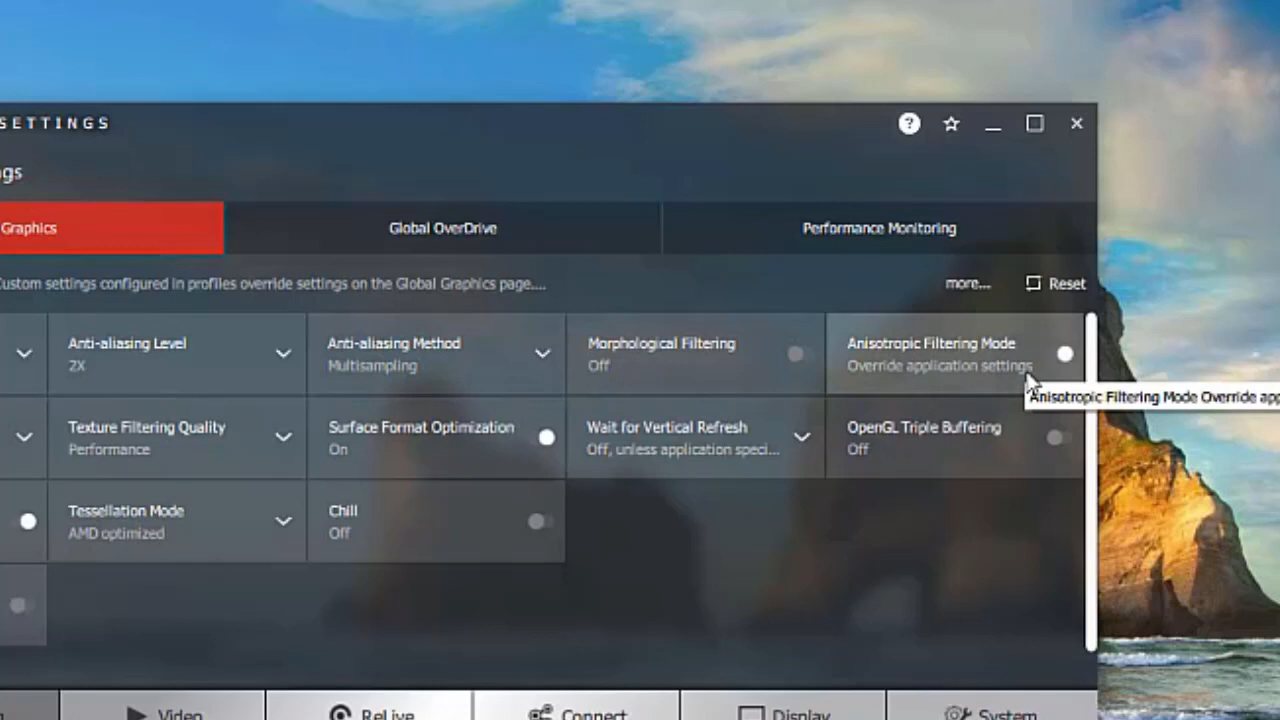 SETTINGS
?
gs
Graphics
Global OverDrive
Performance Monitoring
Custom settings configured in profiles override settings on the Global Graphics page....
more...
Reset
Anti-aliasing Level
2X
Anti-aliasing Method
Multisampling
Morphological Filtering
Off
Anisotropic Filtering Mode
Override application settings
Anisotropic Filtering Mode Override app
Texture Filtering Quality
Performance
Surface Format Optimization
On
Wait for Vertical Refresh
Off, unless application speci...
OpenGL Triple Buffering
Off
Tessellation Mode
AMD optimized
Chill
Off
Video
ReLive
Connect
Display
System